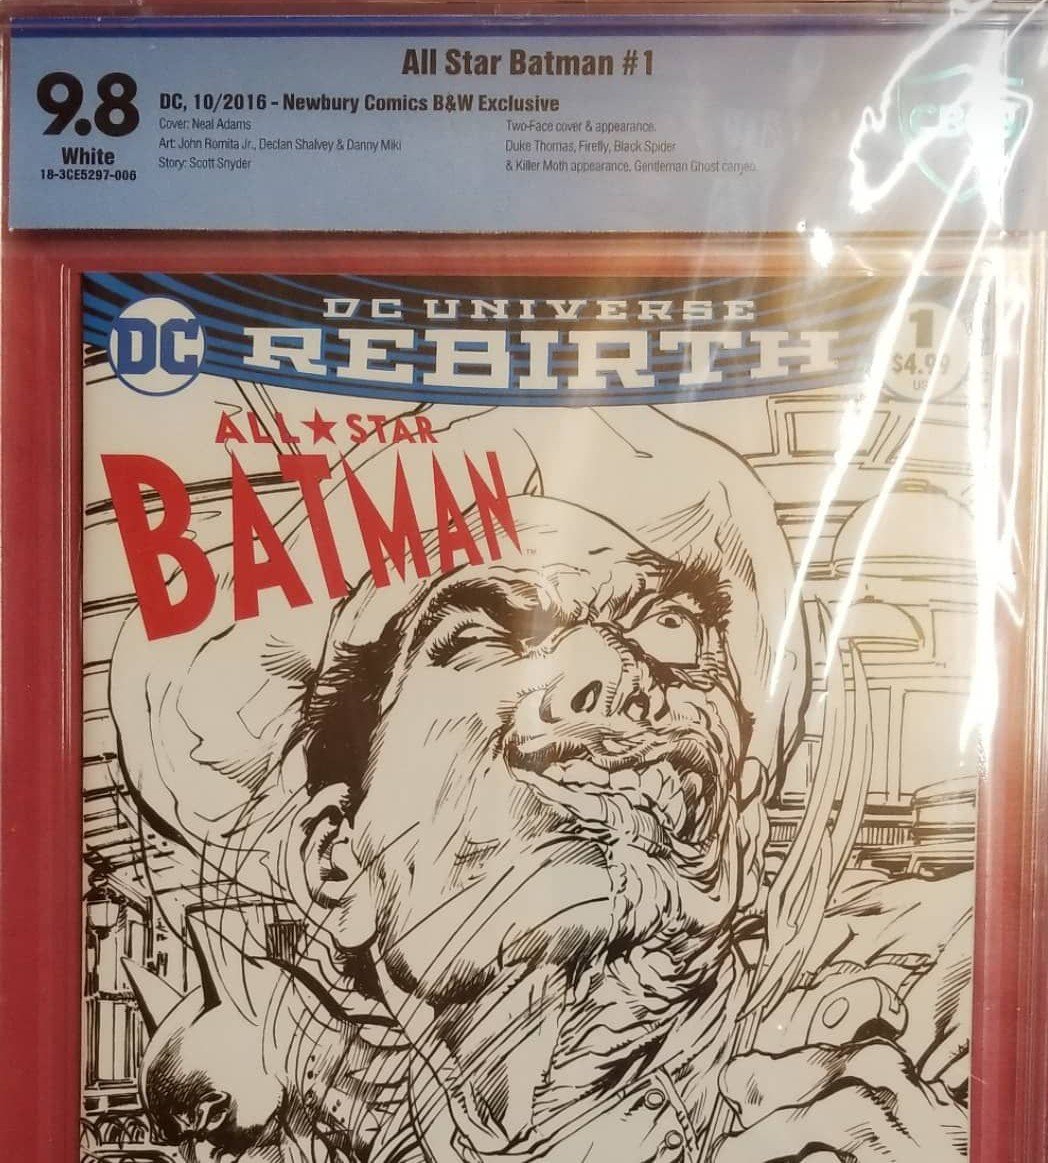 All Star Batman #1
9.8
White
18-3CE5297-006
DC, 10/2016 - Newbury Comics B&W Exclusive
Cover: Neal Adams
Art: John Romita Jr., Declan Shalvey & Danny Miki
Story: Scott Snyder
Two-Face cover & appearance.
Duke Thomas, Firefly, Black Spider
& Killer Moth appearance, Gentleman Ghost cameo.
CBCS
DC
DC UNIVERSE
REBIRTH
1
$4.99
US
ALL★STAR
BATMAN
™